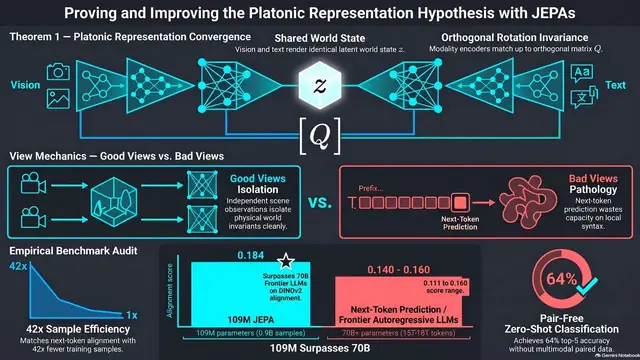 Proving and Improving the Platonic Representation Hypothesis with JEPAs
Theorem 1 — Platonic Representation Convergence
Shared World State
Vision and text render identical latent world state z.
Orthogonal Rotation Invariance
Modality encoders match up to orthogonal matrix Q.
Vision
z
Aa
Text
[Q]
View Mechanics — Good Views vs. Bad Views
Good Views
Isolation
Independent scene
observations isolate
physical world
invariants cleanly.
vs.
Prefix...
T
Next-Token
Prediction
Bad Views
Pathology
Next-token
prediction wastes
capacity on local
syntax.
Empirical Benchmark Audit
42x
1x
42x Sample Efficiency
Matches next-token alignment with
42x fewer training samples.
Alignment score
0.184
Surpasses 70B
Frontier LLMs
on DINOv2
alignment.
109M JEPA
109M parameters (0.9B samples)
0.140 - 0.160
0.111 to 0.160
score range.
Next-Token Prediction /
Frontier Autoregressive LLMs
70B+ parameters (15T-18T tokens)
109M Surpasses 70B
64%
Pair-Free
Zero-Shot Classification
Achieves 64% top-5 accuracy
without multimodal paired data.
Gemini Notebook